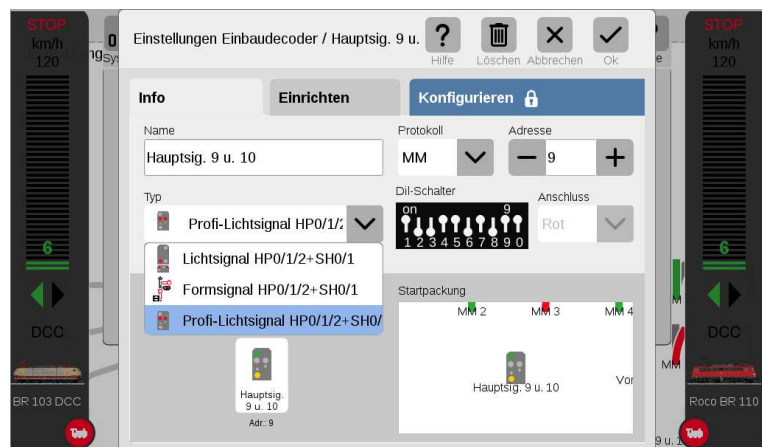 STOP
km/h
120
6
DCC
BR 103 DCC
Einstellungen Einbaudecoder / Hauptsig. 9 u.
?
Hilfe
Löschen
Abbrechen
Ok
Info
Einrichten
Konfigurieren
Name
Hauptsig. 9 u. 10
Protokoll
MM
Adresse
9
Typ
Profi-Lichtsignal HP0/1/2
Dil-Schalter
on 9
1 2 3 4 5 6 7 8 9 0
Anschluss
Rot
Lichtsignal HP0/1/2+SH0/1
Formsignal HP0/1/2+SH0/1
Profi-Lichtsignal HP0/1/2+SH0/
Hauptsig.
9 u. 10
Adr.: 9
Startpackung
MM 2
MM 3
MM 4
Hauptsig. 9 u. 10
Vor
MM
9 u. 1
STOP
km/h
120
6
DCC
Roco BR 110